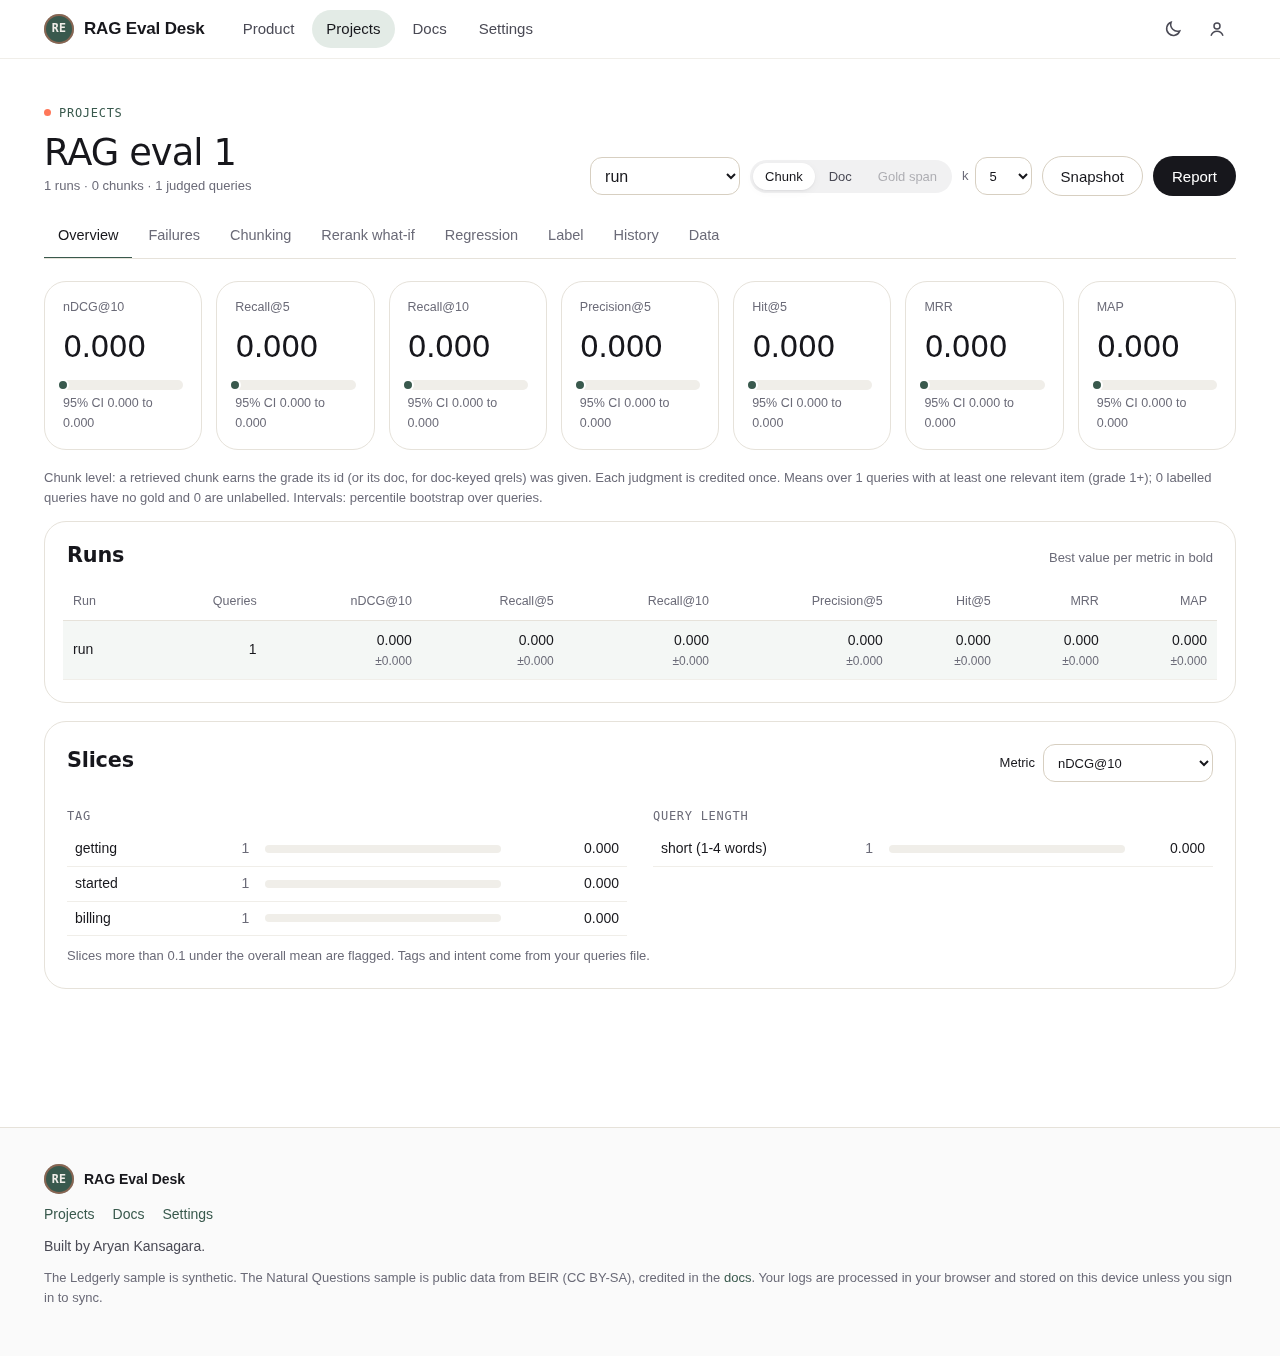 RE RAG Eval Desk Product Projects Docs Settings
PROJECTS
RAG eval 1
1 runs · 0 chunks · 1 judged queries
run Chunk Doc Gold span k 5 Snapshot Report
Overview Failures Chunking Rerank what-if Regression Label History Data
nDCG@10 Recall@5 Recall@10 Precision@5 Hit@5 MRR MAP
0.000 0.000 0.000 0.000 0.000 0.000 0.000
95% CI 0.000 to 95% CI 0.000 to 95% CI 0.000 to 95% CI 0.000 to 95% CI 0.000 to 95% CI 0.000 to 95% CI 0.000 to
0.000 0.000 0.000 0.000 0.000 0.000 0.000
Chunk level: a retrieved chunk earns the grade its id (or its doc, for doc-keyed qrels) was given. Each judgment is credited once. Means over 1 queries with at least one relevant item (grade 1+); 0 labelled
queries have no gold and 0 are unlabelled. Intervals: percentile bootstrap over queries.
Runs Best value per metric in bold
Run Queries nDCG@10 Recall@5 Recall@10 Precision@5 Hit@5 MRR MAP
run 1 0.000 0.000 0.000 0.000 0.000 0.000 0.000
±0.000 ±0.000 ±0.000 ±0.000 ±0.000 ±0.000 ±0.000
Slices Metric nDCG@10
TAG QUERY LENGTH
getting 1 0.000 short (1-4 words) 1 0.000
started 1 0.000
billing 1 0.000
Slices more than 0.1 under the overall mean are flagged. Tags and intent come from your queries file.
RE RAG Eval Desk
Projects Docs Settings
Built by Aryan Kansagara.
The Ledgerly sample is synthetic. The Natural Questions sample is public data from BEIR (CC BY-SA), credited in the docs. Your logs are processed in your browser and stored on this device unless you sign
in to sync.